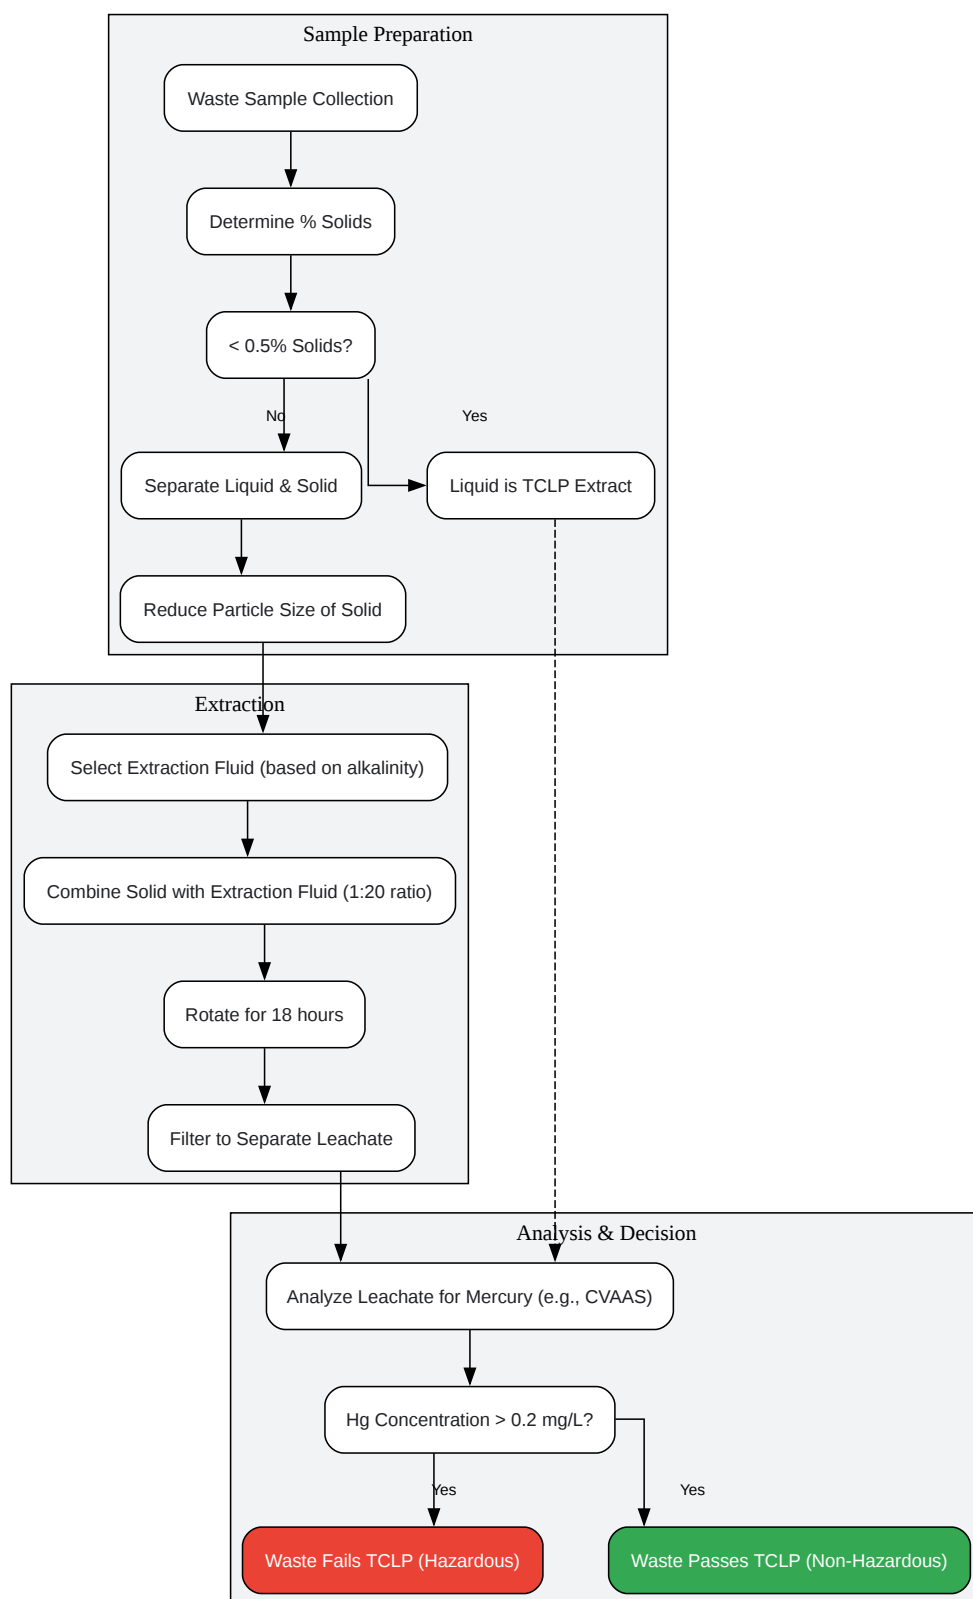 Sample Preparation
Waste Sample Collection
Determine % Solids
< 0.5% Solids?
No
Yes
Separate Liquid & Solid
Liquid is TCLP Extract
Reduce Particle Size of Solid
Extraction
Select Extraction Fluid (based on alkalinity)
Combine Solid with Extraction Fluid (1:20 ratio)
Rotate for 18 hours
Filter to Separate Leachate
Analysis & Decision
Analyze Leachate for Mercury (e.g., CVAAS)
Hg Concentration > 0.2 mg/L?
Yes
Yes
Waste Fails TCLP (Hazardous)
Waste Passes TCLP (Non-Hazardous)